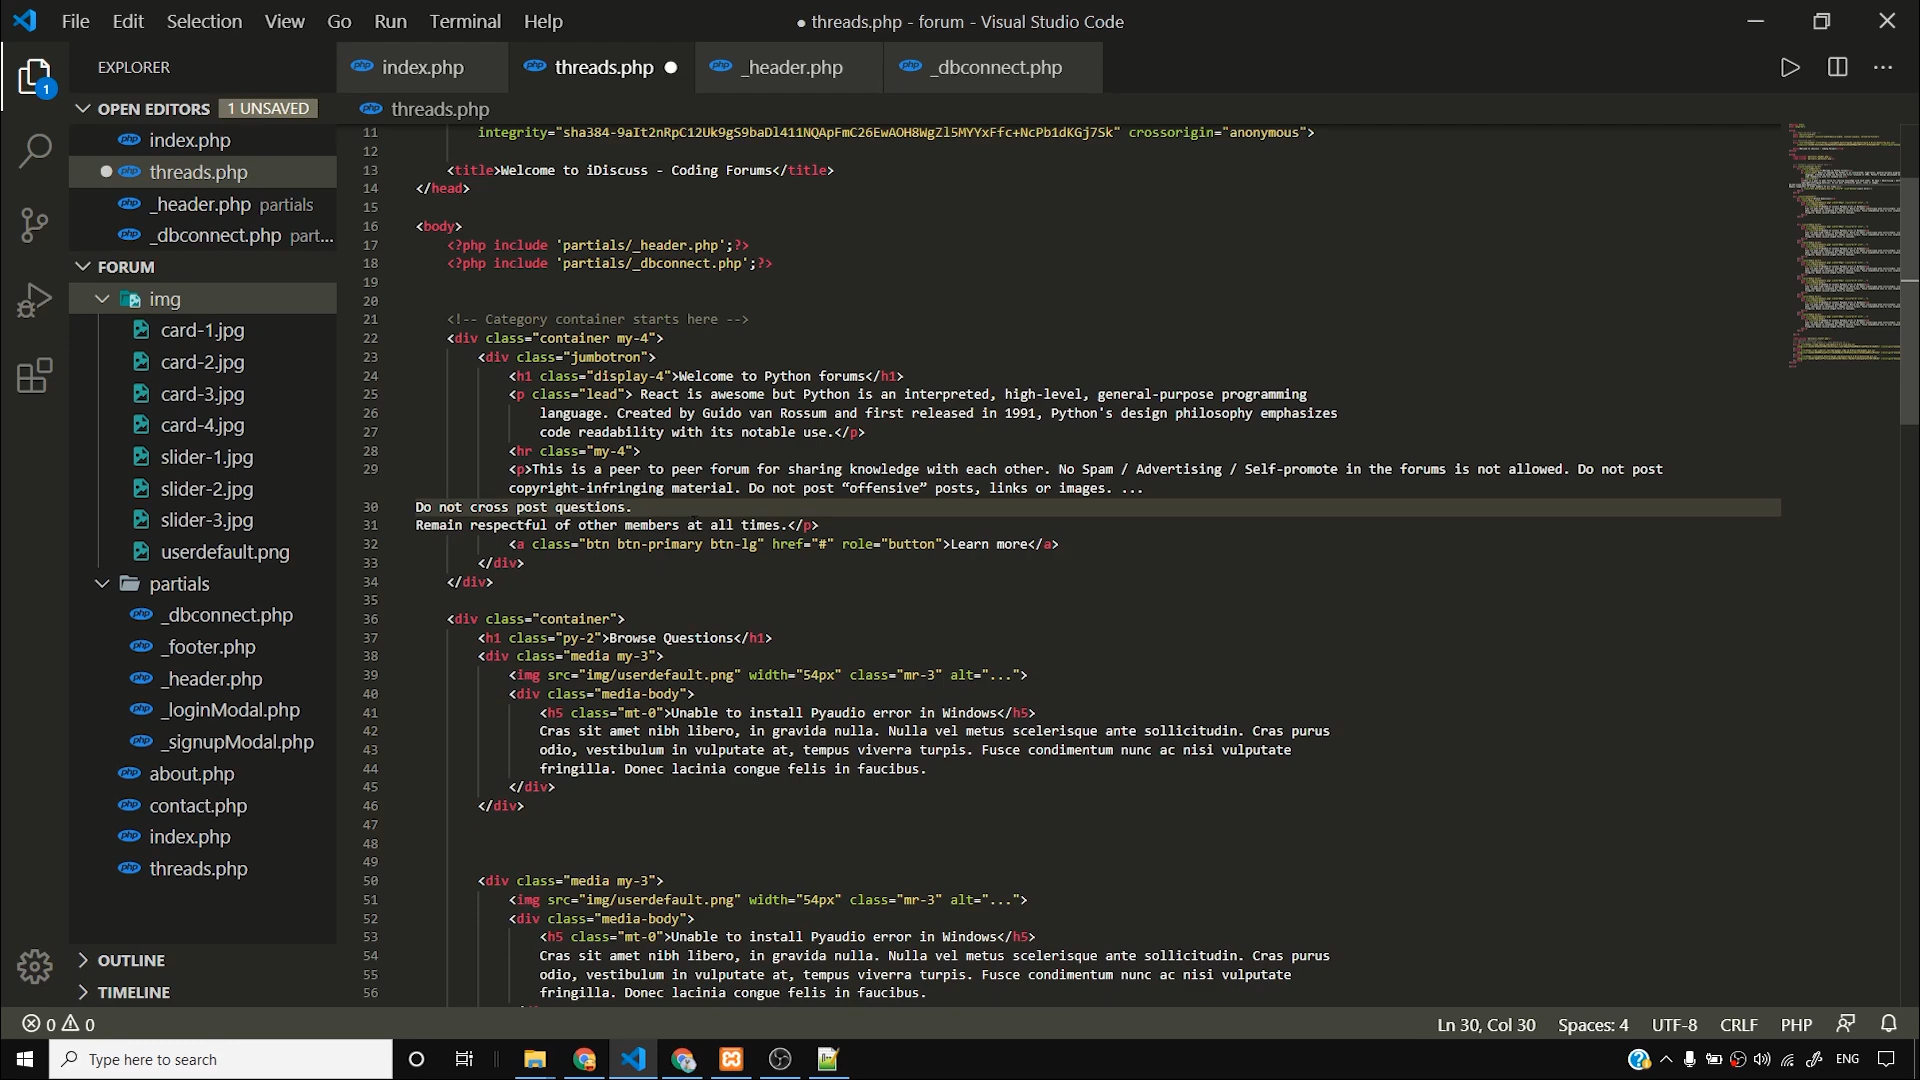 File Edit Selection View Go Run Terminal Help
● threads.php - forum - Visual Studio Code
EXPLORER
OPEN EDITORS 1 UNSAVED
index.php
threads.php
_header.php partials
_dbconnect.php part...
FORUM
img
card-1.jpg
card-2.jpg
card-3.jpg
card-4.jpg
slider-1.jpg
slider-2.jpg
slider-3.jpg
userdefault.png
partials
_dbconnect.php
_footer.php
_header.php
_loginModal.php
_signupModal.php
about.php
contact.php
index.php
threads.php
OUTLINE
TIMELINE
1
php index.php php threads.php ● php _header.php php _dbconnect.php
php threads.php
11 integrity="sha384-9aIt2nRpC12Uk9gS9baDl411NQApFmC26EwAOH8WgZl5MYYxFfc+NcPb1dKGj7Sk" crossorigin="anonymous">
12
13 <title>Welcome to iDiscuss - Coding Forums</title>
14 </head>
15
16 <body>
17 <?php include 'partials/_header.php';?>
18 <?php include 'partials/_dbconnect.php';?>
19
20
21 <!-- Category container starts here -->
22 <div class="container my-4">
23 <div class="jumbotron">
24 <h1 class="display-4">Welcome to Python forums</h1>
25 <p class="lead"> React is awesome but Python is an interpreted, high-level, general-purpose programming
26 language. Created by Guido van Rossum and first released in 1991, Python's design philosophy emphasizes
27 code readability with its notable use.</p>
28 <hr class="my-4">
29 <p>This is a peer to peer forum for sharing knowledge with each other. No Spam / Advertising / Self-promote in the forums is not allowed. Do not post
copyright-infringing material. Do not post “offensive” posts, links or images. ...
30 Do not cross post questions.
31 Remain respectful of other members at all times.</p>
32 <a class="btn btn-primary btn-lg" href="#" role="button">Learn more</a>
33 </div>
34 </div>
35
36 <div class="container">
37 <h1 class="py-2">Browse Questions</h1>
38 <div class="media my-3">
39 <img src="img/userdefault.png" width="54px" class="mr-3" alt="...">
40 <div class="media-body">
41 <h5 class="mt-0">Unable to install Pyaudio error in Windows</h5>
42 Cras sit amet nibh libero, in gravida nulla. Nulla vel metus scelerisque ante sollicitudin. Cras purus
43 odio, vestibulum in vulputate at, tempus viverra turpis. Fusce condimentum nunc ac nisi vulputate
44 fringilla. Donec lacinia congue felis in faucibus.
45 </div>
46 </div>
47
48
49
50 <div class="media my-3">
51 <img src="img/userdefault.png" width="54px" class="mr-3" alt="...">
52 <div class="media-body">
53 <h5 class="mt-0">Unable to install Pyaudio error in Windows</h5>
54 Cras sit amet nibh libero, in gravida nulla. Nulla vel metus scelerisque ante sollicitudin. Cras purus
55 odio, vestibulum in vulputate at, tempus viverra turpis. Fusce condimentum nunc ac nisi vulputate
56 fringilla. Donec lacinia congue felis in faucibus.
0 0 Ln 30, Col 30 Spaces: 4 UTF-8 CRLF PHP
Type here to search ENG